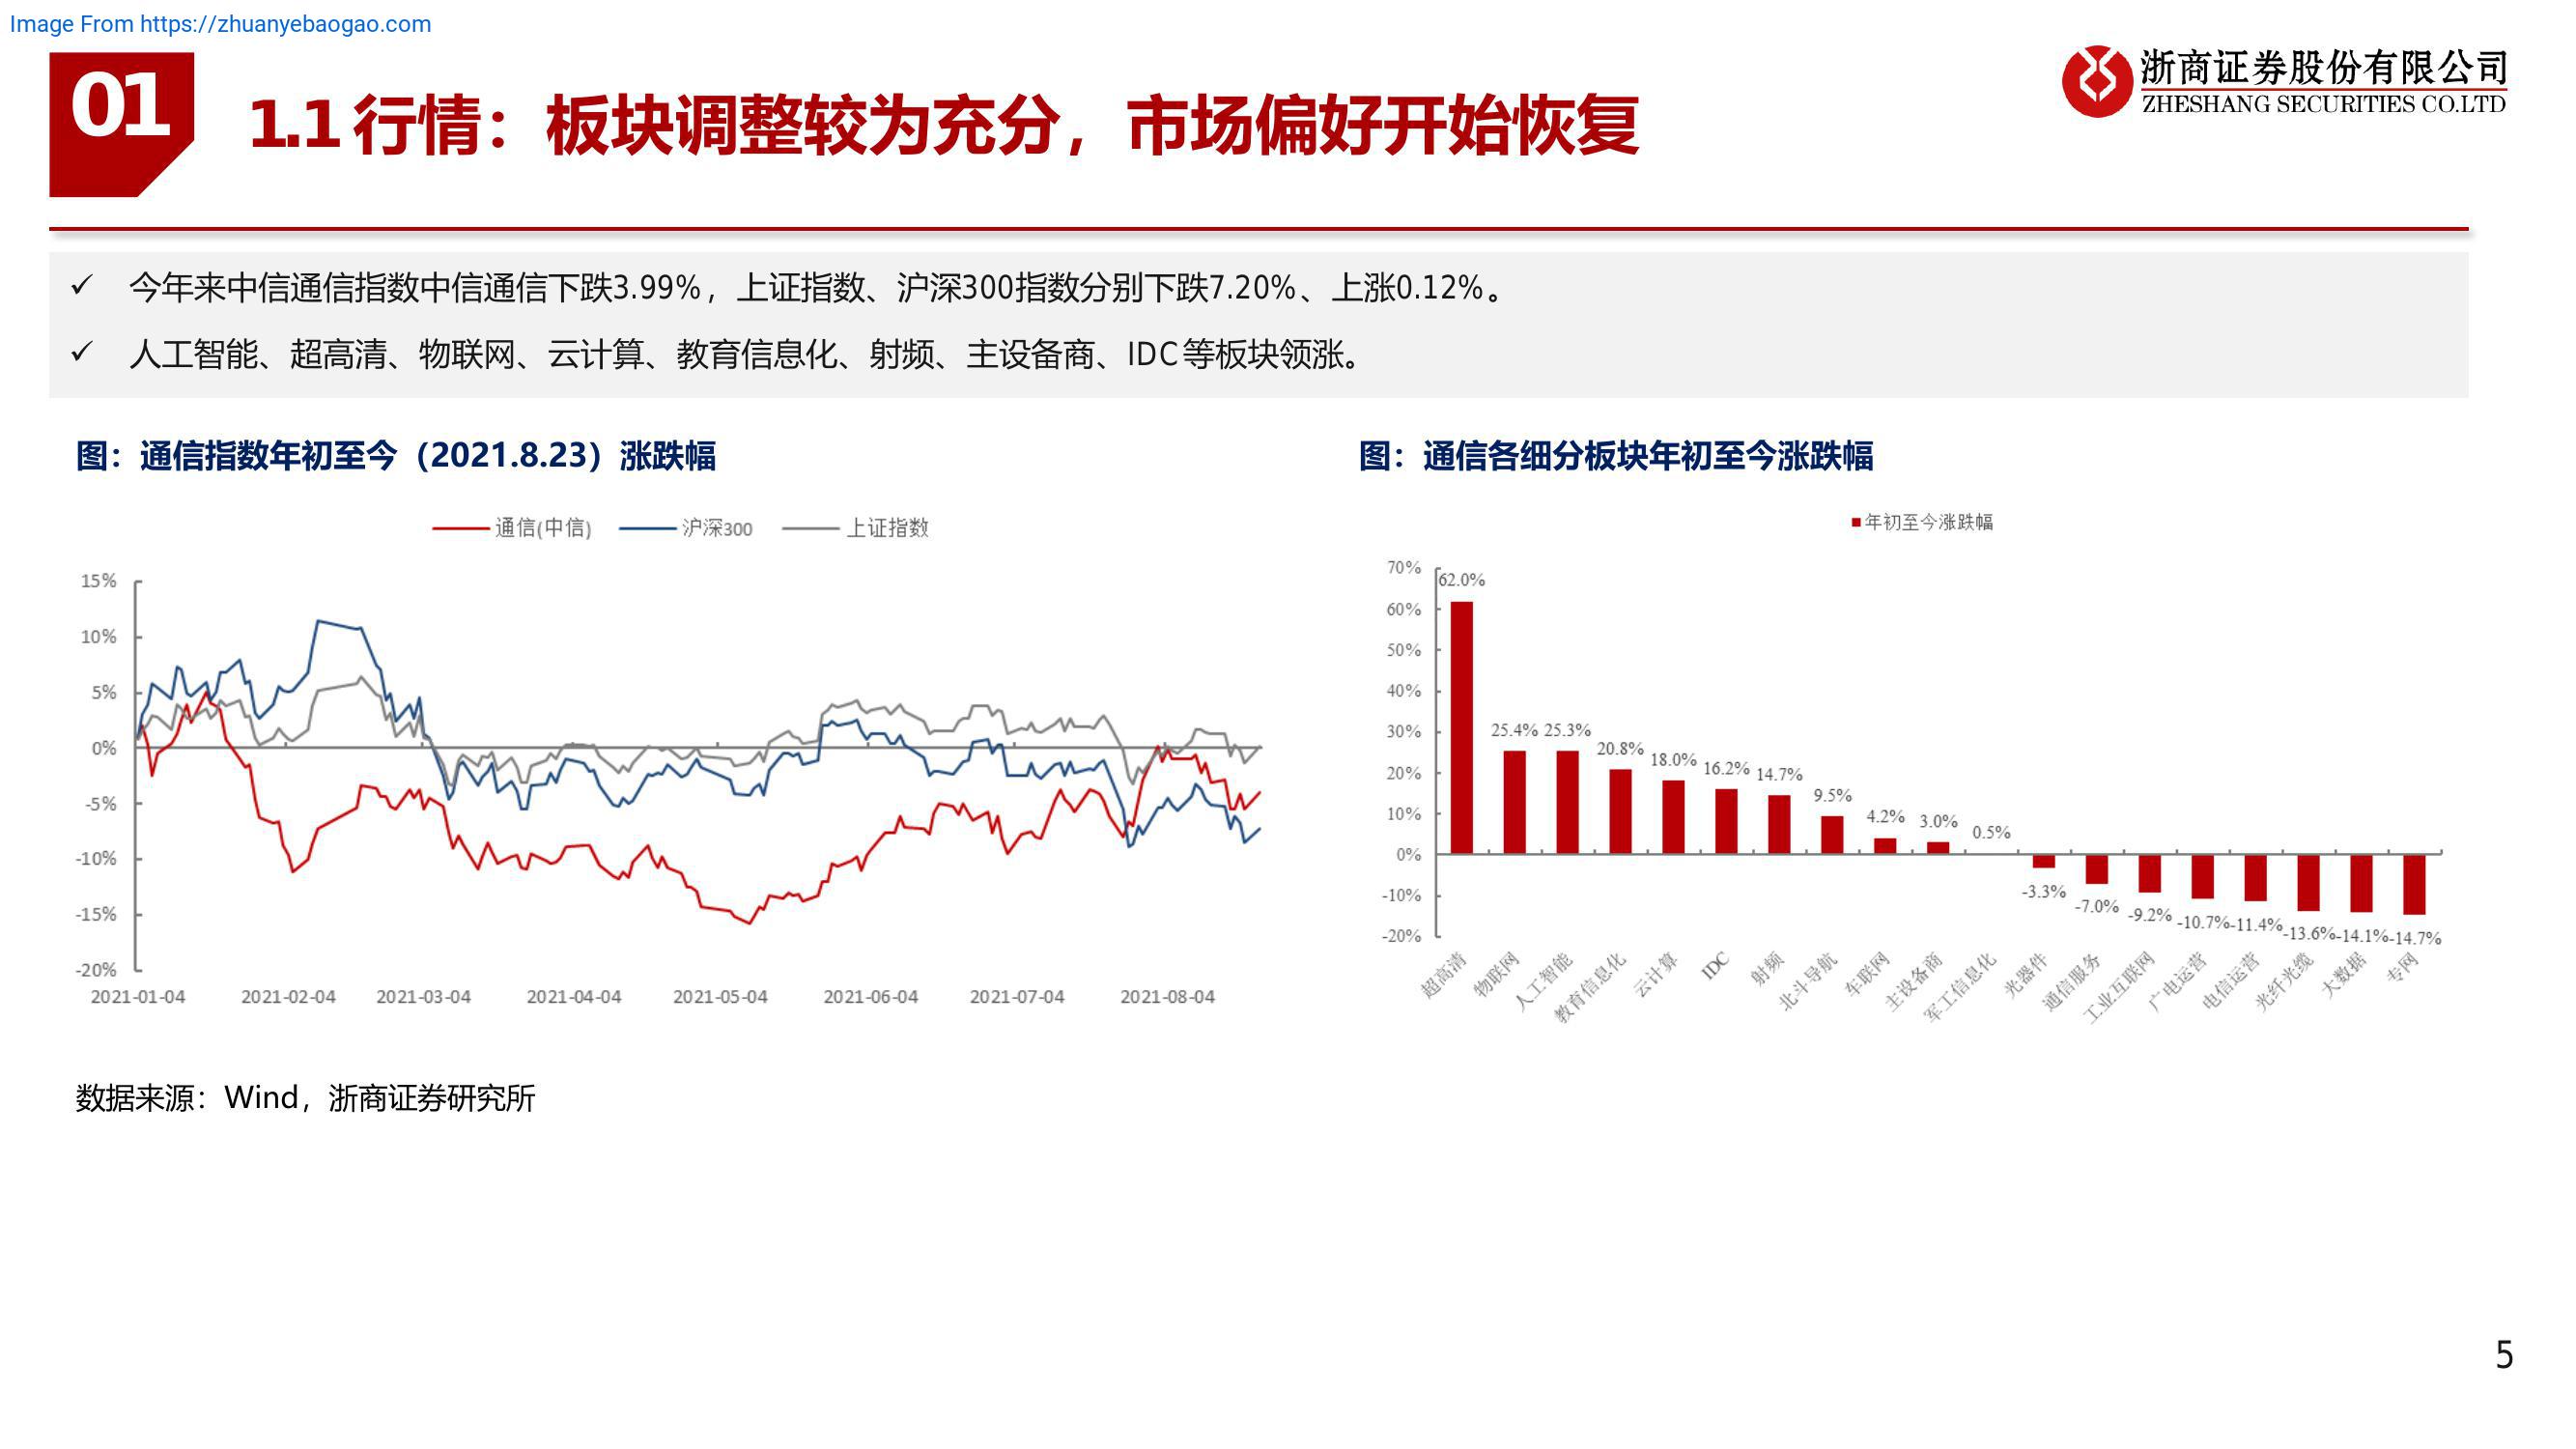 Image From https://zhuanyebaogao.com
01
1.1 行情：板块调整较为充分，市场偏好开始恢复
浙商证券股份有限公司
ZHESHANG SECURITIES CO.LTD
✓ 今年来中信通信指数中信通信下跌3.99%，上证指数、沪深300指数分别下跌7.20%、上涨0.12%。
✓ 人工智能、超高清、物联网、云计算、教育信息化、射频、主设备商、IDC等板块领涨。
图：通信指数年初至今（2021.8.23）涨跌幅
通信(中信) 沪深300 上证指数
15%
10%
5%
0%
-5%
-10%
-15%
-20%
2021-01-04 2021-02-04 2021-03-04 2021-04-04 2021-05-04 2021-06-04 2021-07-04 2021-08-04
图：通信各细分板块年初至今涨跌幅
年初至今涨跌幅
70%
60%
50%
40%
30%
20%
10%
0%
-10%
-20%
62.0% 25.4% 25.3% 20.8% 18.0% 16.2% 14.7% 9.5% 4.2% 3.0% 0.5% -3.3% -7.0% -9.2% -10.7% -11.4% -13.6% -14.1% -14.7%
超高清 物联网 人工智能 教育信息化 云计算 IDC 射频 北斗导航 车联网 主设备商 军工信息化 光器件 通信服务 工业互联网 广电运营 电信运营 光纤光缆 大数据 专网
数据来源：Wind，浙商证券研究所
5